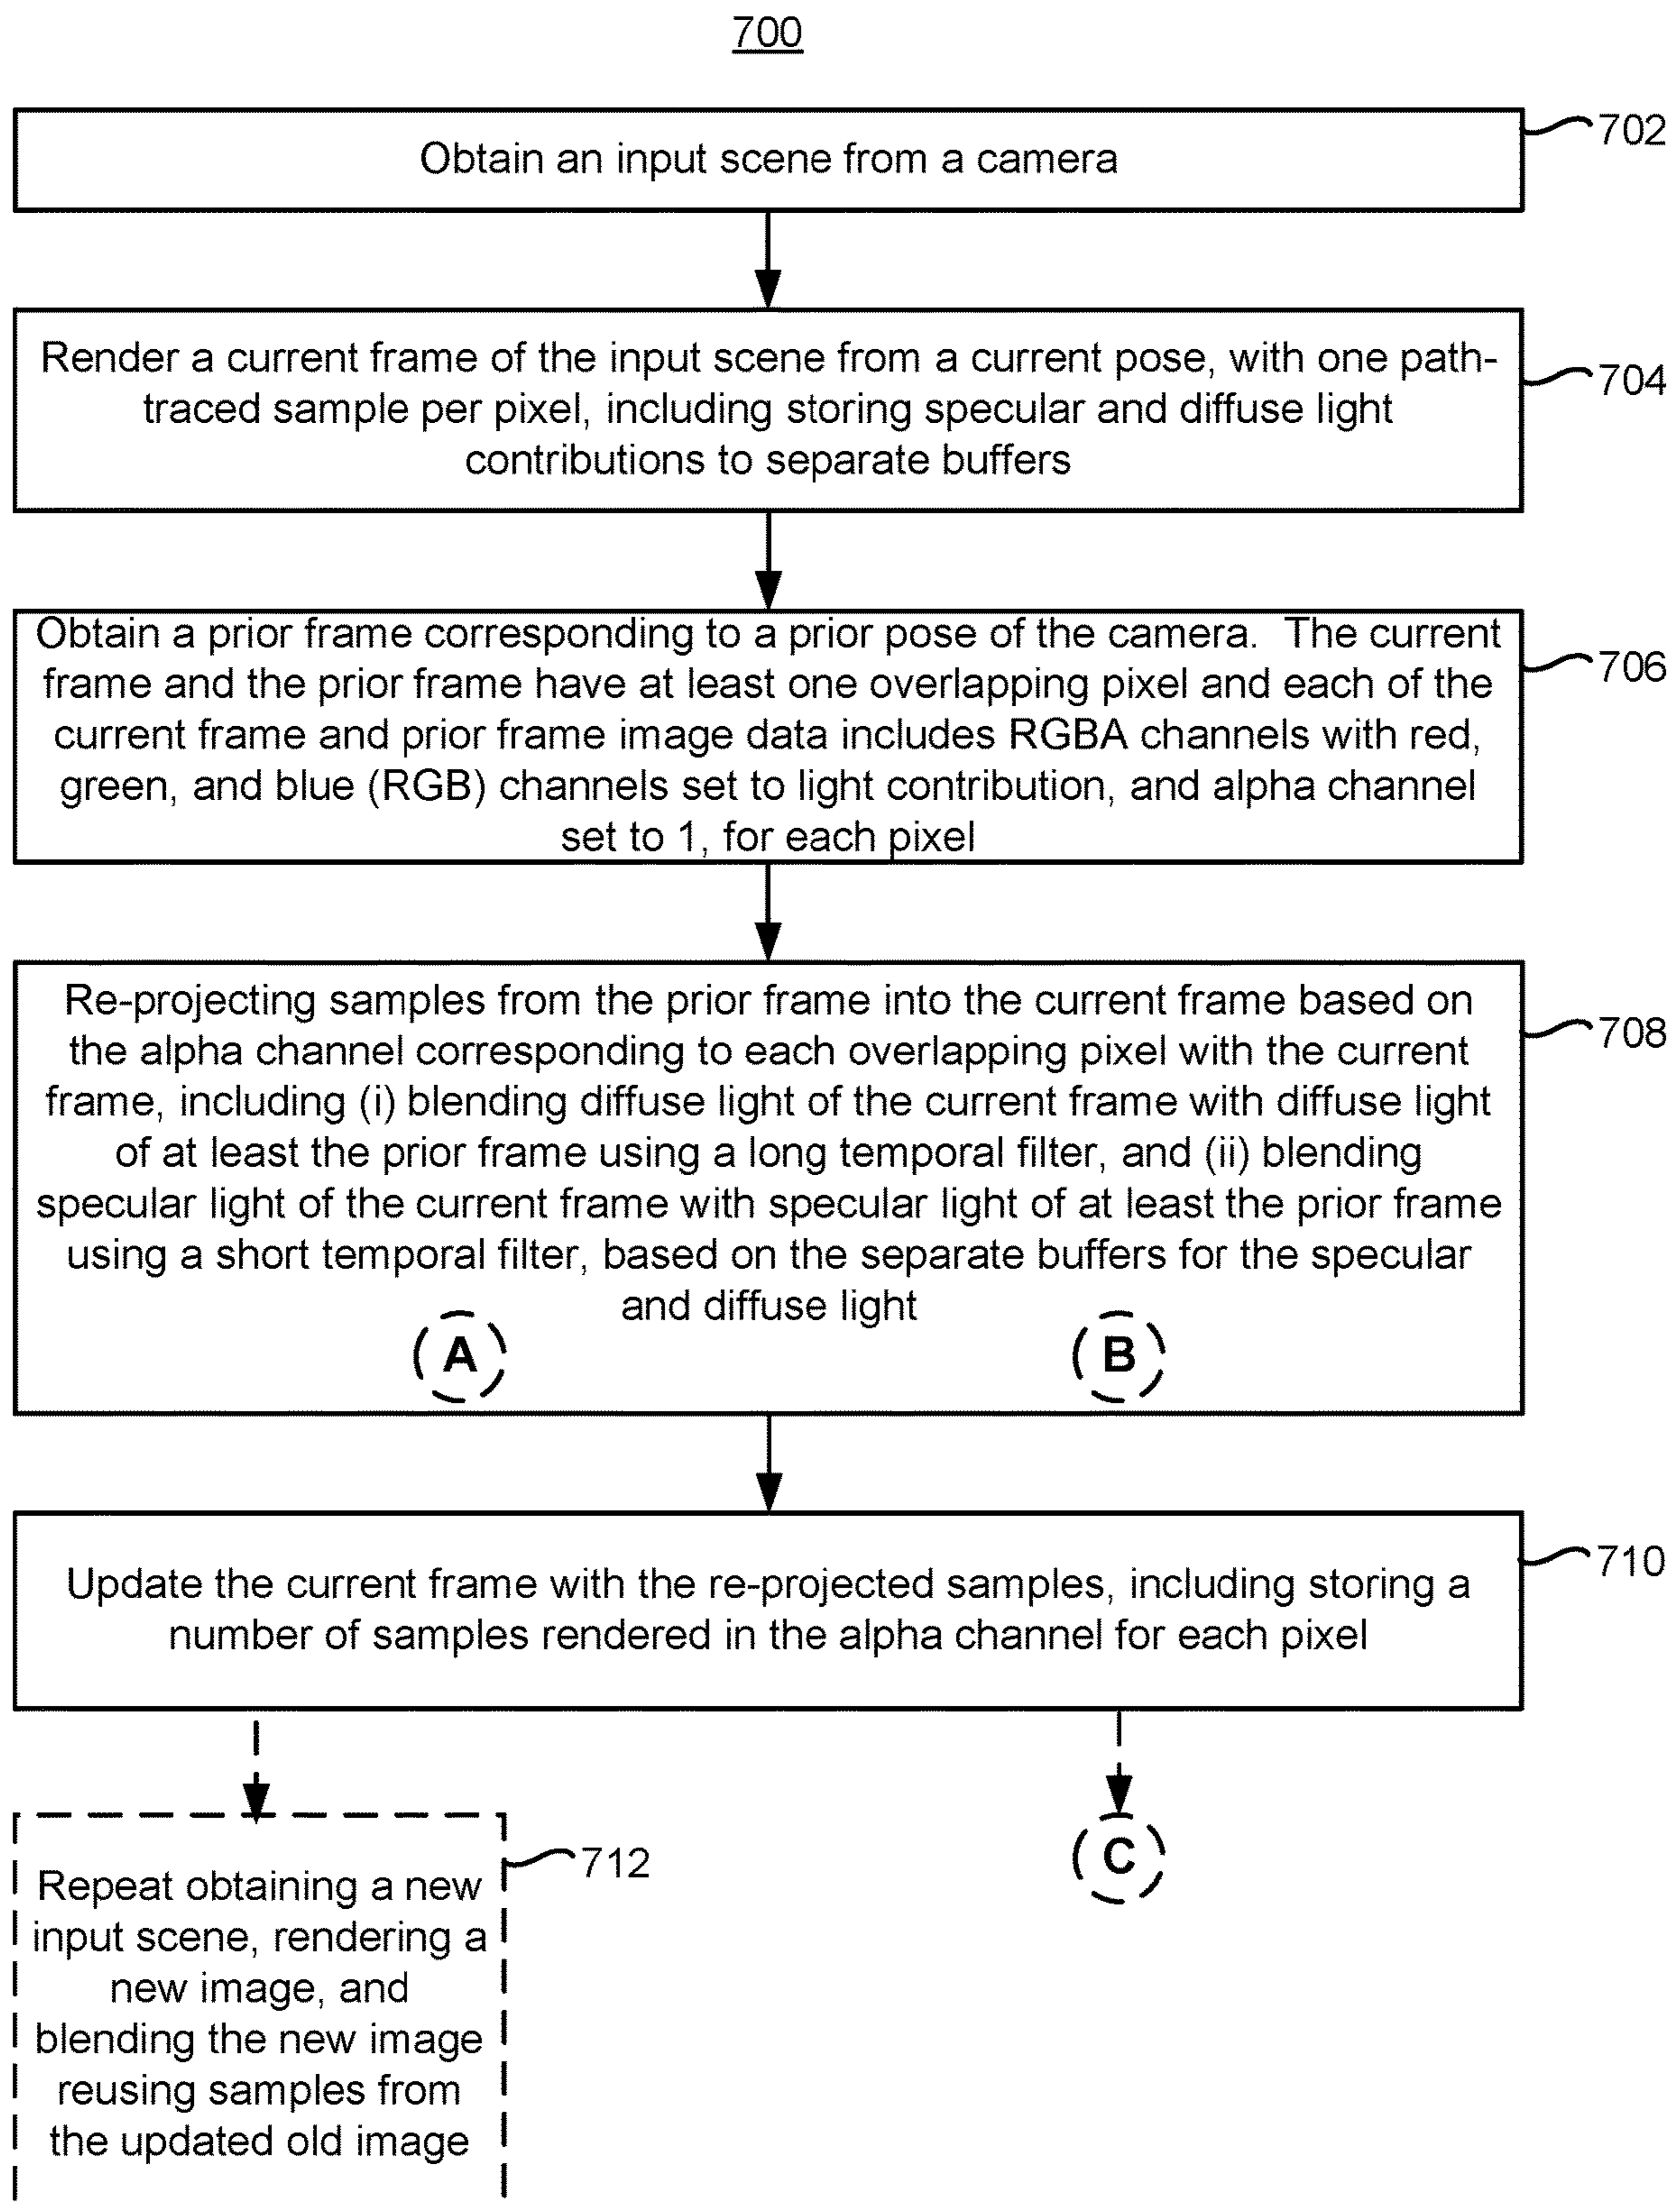 700
702
Obtain an input scene from a camera
Render a current frame of the input scene from a current pose, with one path-
traced sample per pixel, including storing specular and diffuse light
contributions to separate buffers
704
Obtain a prior frame corresponding to a prior pose of the camera. The current
frame and the prior frame have at least one overlapping pixel and each of the
current frame and prior frame image data includes RGBA channels with red,
green, and blue (RGB) channels set to light contribution, and alpha channel
set to 1, for each pixel
706
Re-projecting samples from the prior frame into the current frame based on
the alpha channel corresponding to each overlapping pixel with the current
frame, including (i) blending diffuse light of the current frame with diffuse light
of at least the prior frame using a long temporal filter, and (ii) blending
specular light of the current frame with specular light of at least the prior frame
using a short temporal filter, based on the separate buffers for the specular
and diffuse light
708
A
B
Update the current frame with the re-projected samples, including storing a
number of samples rendered in the alpha channel for each pixel
710
Repeat obtaining a new
input scene, rendering a
new image, and
blending the new image
reusing samples from
the updated old image
712
C